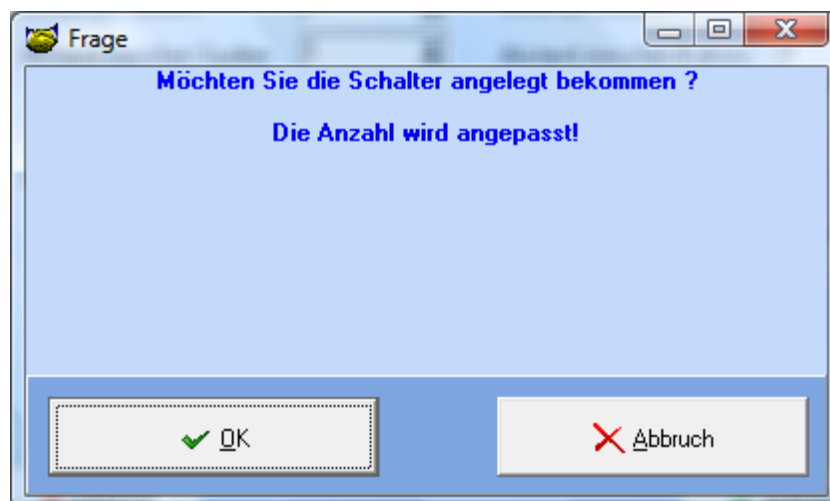 Frage
Möchten Sie die Schalter angelegt bekommen ?
Die Anzahl wird angepasst!
OK
Abbruch